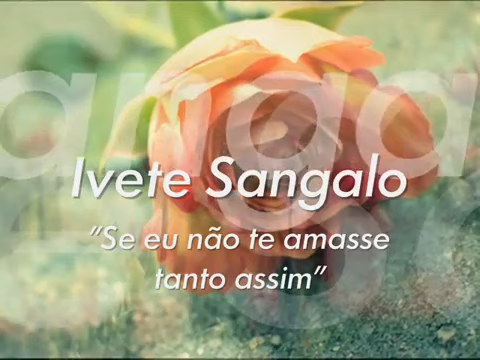 Ivete Sangalo
"Se eu não te amasse
tanto assim"